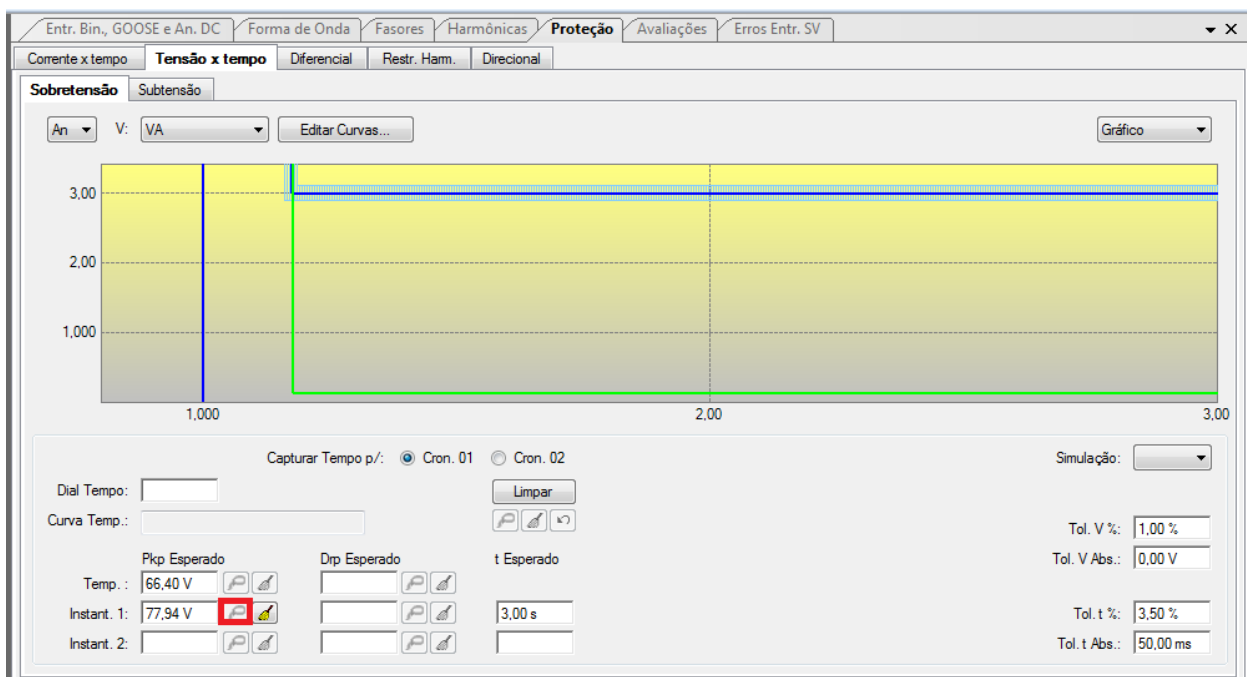 Entr. Bin., GOOSE e An. DC Forma de Onda Fasores Harmônicas Proteção Avaliações Erros Entr. SV
Corrente x tempo Tensão x tempo Diferencial Restr. Harm. Direcional
Sobretensão Subtensão
An V: VA Editar Curvas... Gráfico
3,00
2,00
1,000
1,000 2,00 3,00
Capturar Tempo p/: Cron. 01 Cron. 02 Simulação:
Dial Tempo: Limpar
Curva Temp.: Tol. V %: 1,00 %
Pkp Esperado Drp Esperado t Esperado Tol. V Abs.: 0,00 V
Temp. : 66,40 V
Instant. 1: 77,94 V 3,00 s Tol. t %: 3,50 %
Instant. 2: Tol. t Abs.: 50,00 ms